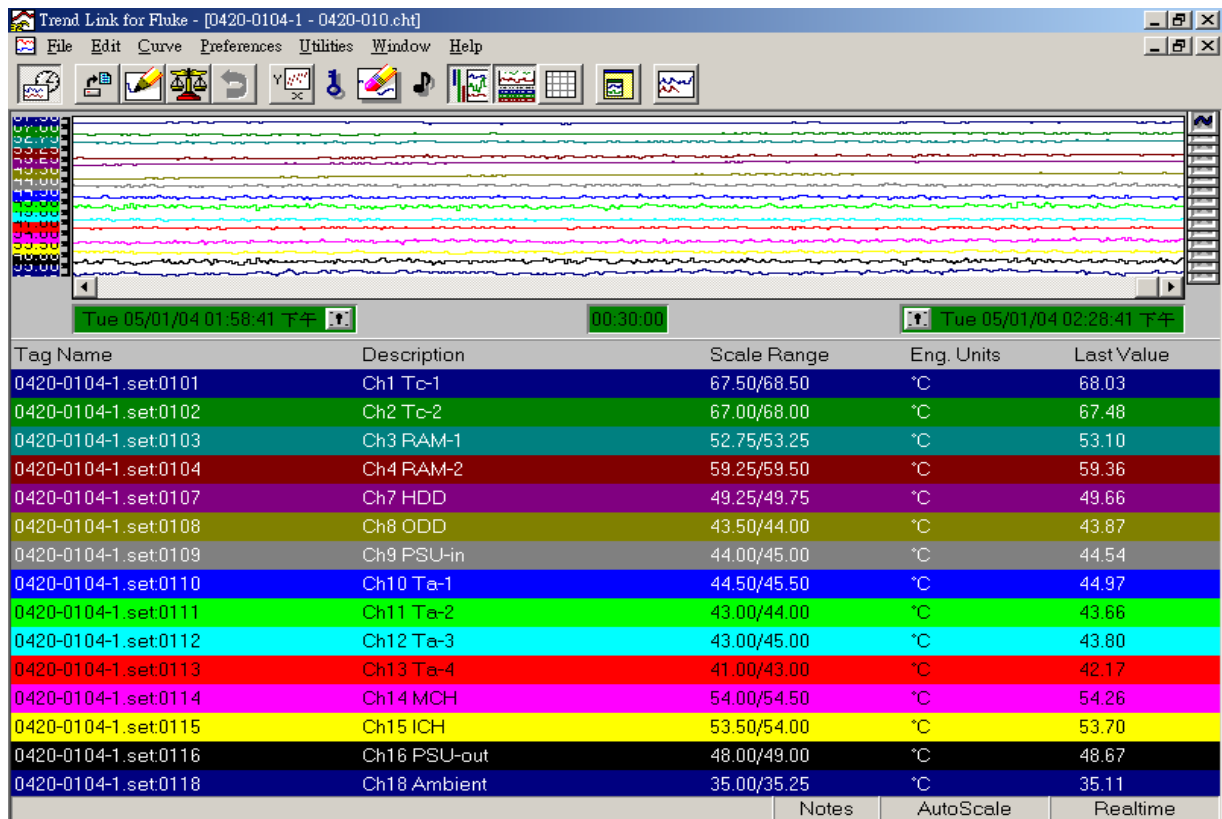 Trend Link for Fluke - [0420-0104-1 - 0420-010.cht]
File Edit Curve Preferences Utilities Window Help
Y
X
Tue 05/01/04 01:58:41 下午 00:30:00 Tue 05/01/04 02:28:41 下午
Tag Name Description Scale Range Eng. Units Last Value
0420-0104-1.set:0101 Ch1 Tc-1 67.50/68.50 °C 68.03
0420-0104-1.set:0102 Ch2 Tc-2 67.00/68.00 °C 67.48
0420-0104-1.set:0103 Ch3 RAM-1 52.75/53.25 °C 53.10
0420-0104-1.set:0104 Ch4 RAM-2 59.25/59.50 °C 59.36
0420-0104-1.set:0107 Ch7 HDD 49.25/49.75 °C 49.66
0420-0104-1.set:0108 Ch8 ODD 43.50/44.00 °C 43.87
0420-0104-1.set:0109 Ch9 PSU-in 44.00/45.00 °C 44.54
0420-0104-1.set:0110 Ch10 Ta-1 44.50/45.50 °C 44.97
0420-0104-1.set:0111 Ch11 Ta-2 43.00/44.00 °C 43.66
0420-0104-1.set:0112 Ch12 Ta-3 43.00/45.00 °C 43.80
0420-0104-1.set:0113 Ch13 Ta-4 41.00/43.00 °C 42.17
0420-0104-1.set:0114 Ch14 MCH 54.00/54.50 °C 54.26
0420-0104-1.set:0115 Ch15 ICH 53.50/54.00 °C 53.70
0420-0104-1.set:0116 Ch16 PSU-out 48.00/49.00 °C 48.67
0420-0104-1.set:0118 Ch18 Ambient 35.00/35.25 °C 35.11
Notes AutoScale Realtime